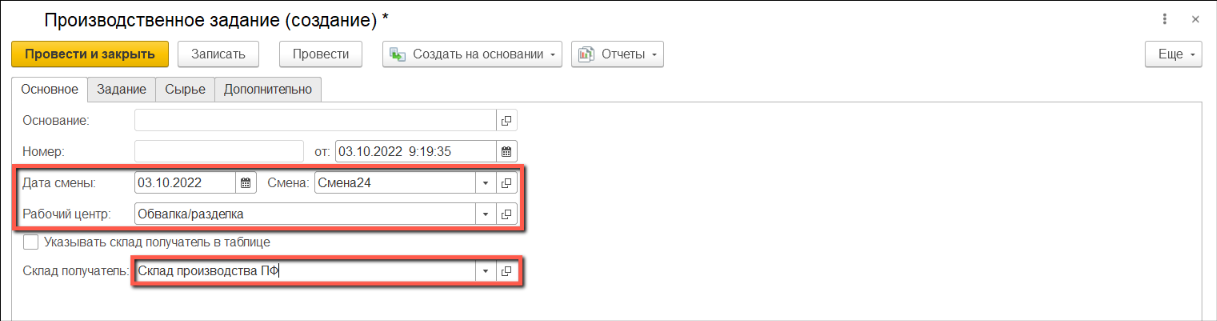 Производственное задание (создание) *
Провести и закрыть Записать Провести Создать на основании Отчеты Еще
Основное Задание Сырье Дополнительно
Основание:
Номер: от: 03.10.2022 9:19:35
Дата смены: 03.10.2022 Смена: Смена24
Рабочий центр: Обвалка/разделка
Указывать склад получатель в таблице
Склад получатель: Склад производства ПФ